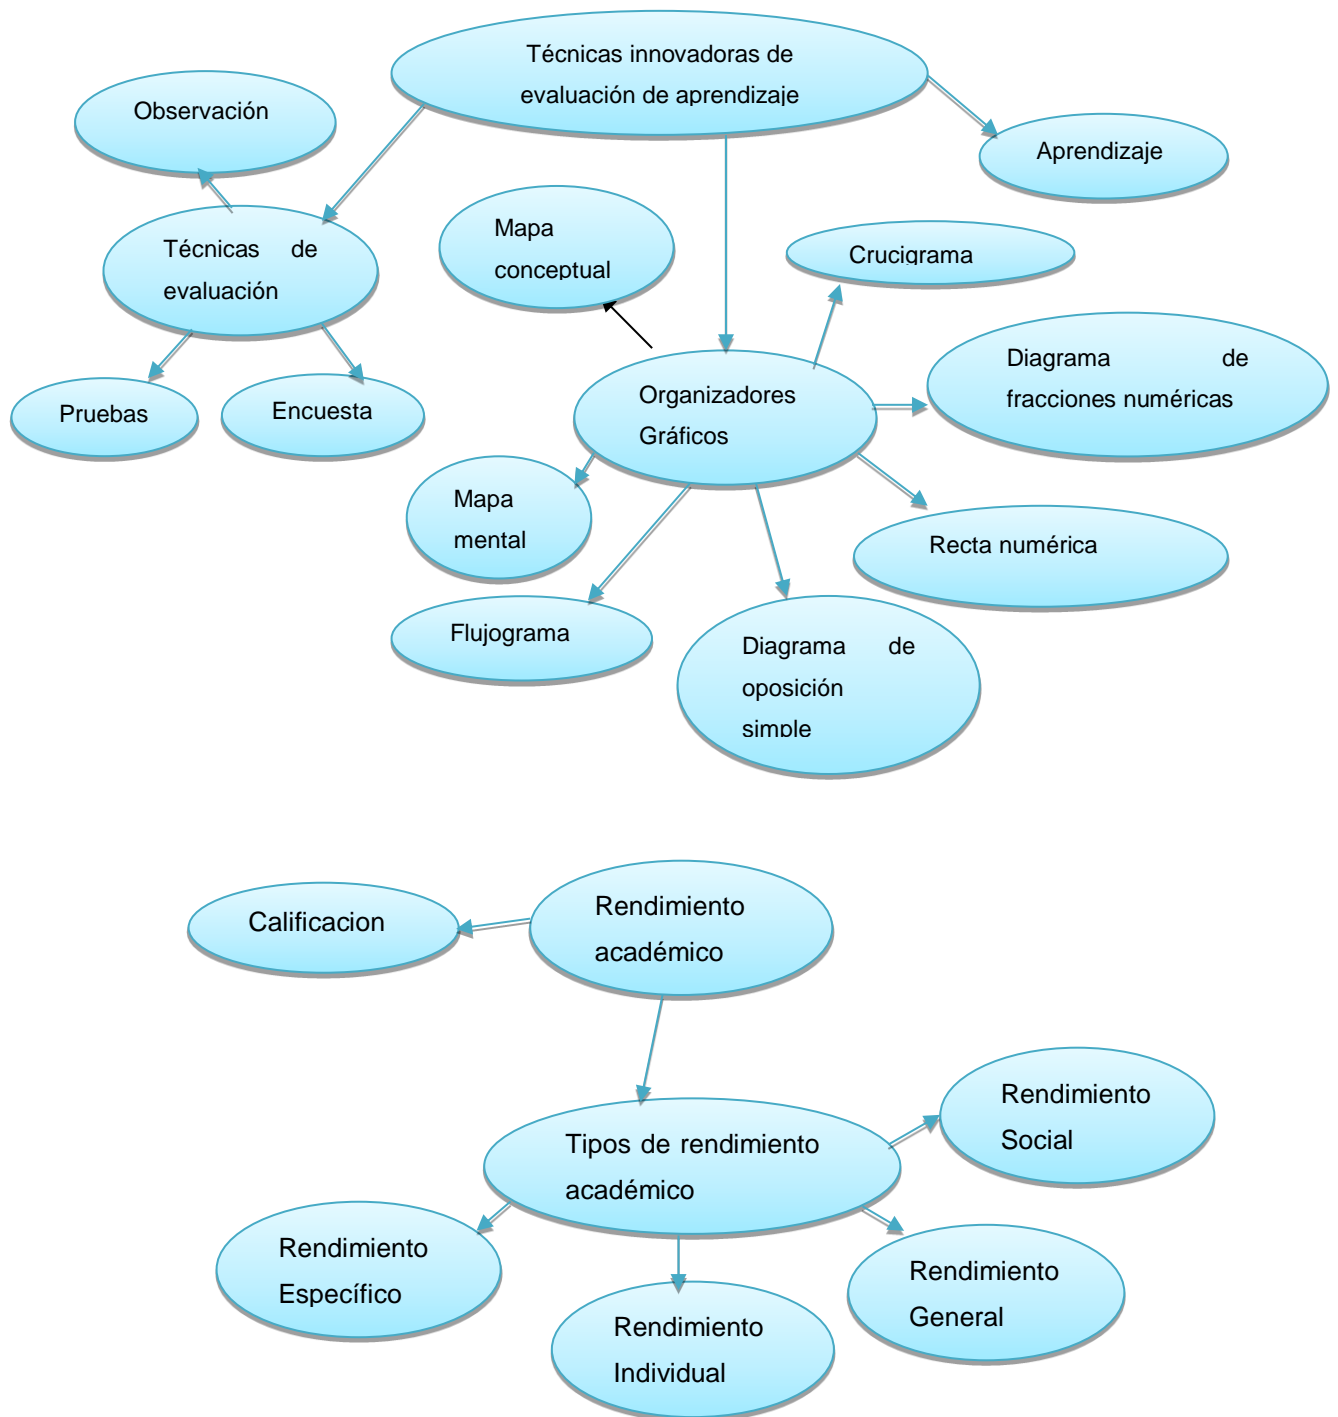 Técnicas innovadoras de
evaluación de aprendizaje
Observación
Aprendizaje
Mapa
conceptual
Crucigrama
Técnicas de
evaluación
Diagrama de
fracciones numéricas
Organizadores
Gráficos
Pruebas
Encuesta
Mapa
mental
Recta numérica
Flujograma
Diagrama de
oposición
simple
Calificacion
Rendimiento
académico
Rendimiento
Social
Tipos de rendimiento
académico
Rendimiento
Específico
Rendimiento
General
Rendimiento
Individual